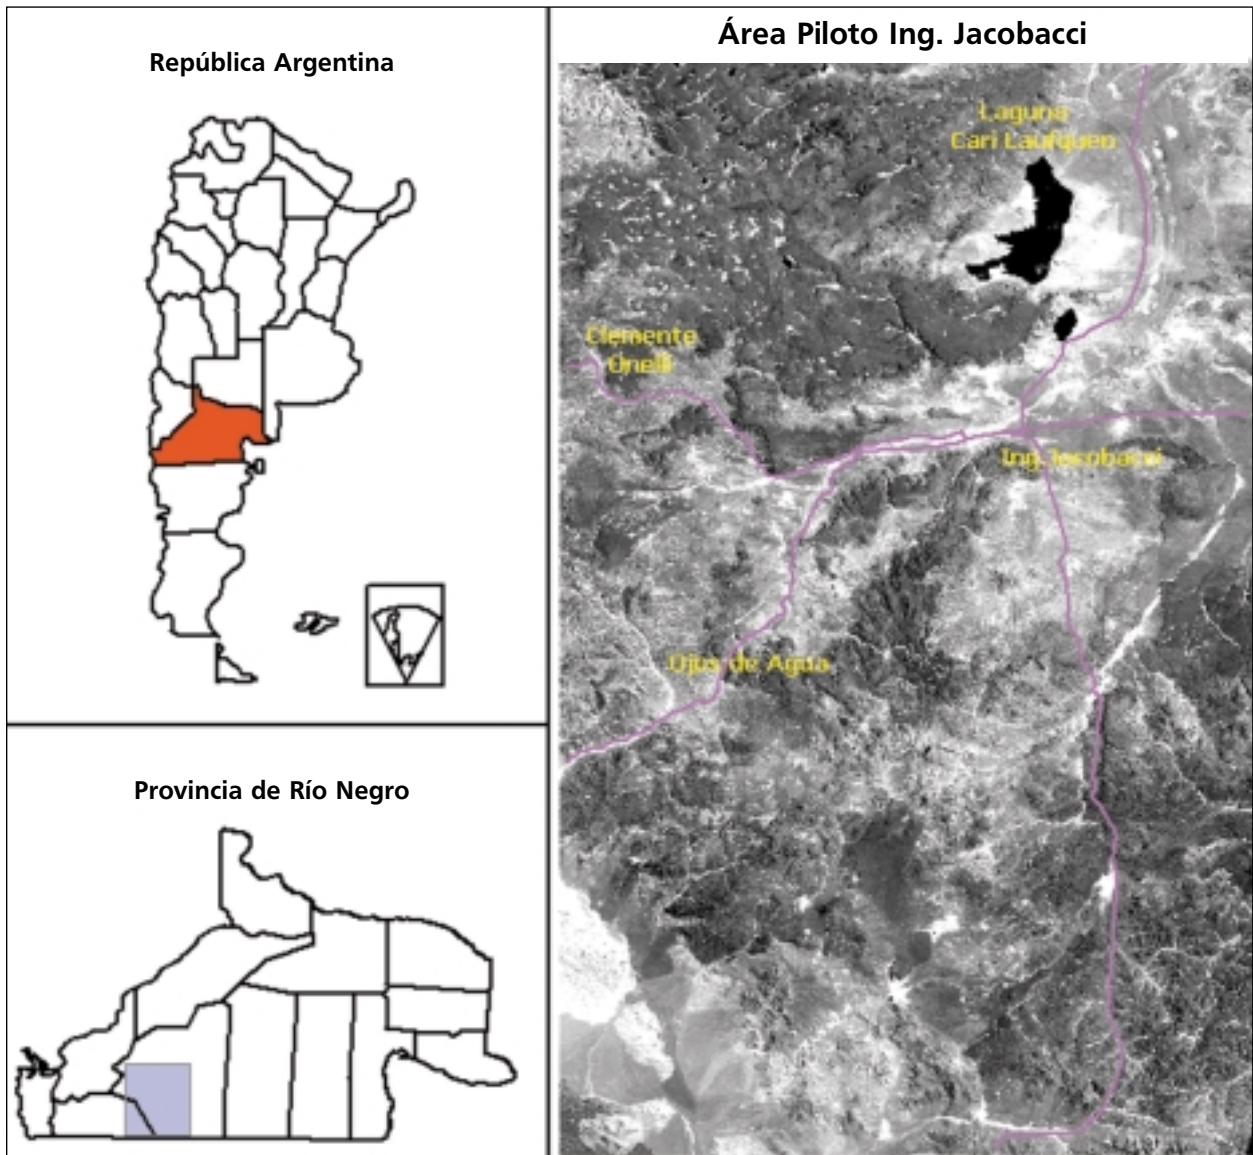 República Argentina
Provincia de Río Negro
Área Piloto Ing. Jacobacci
Laguna
Cari Laufquen
Clemente
Onelli
Ing. Jacobacci
Ojos de Agua